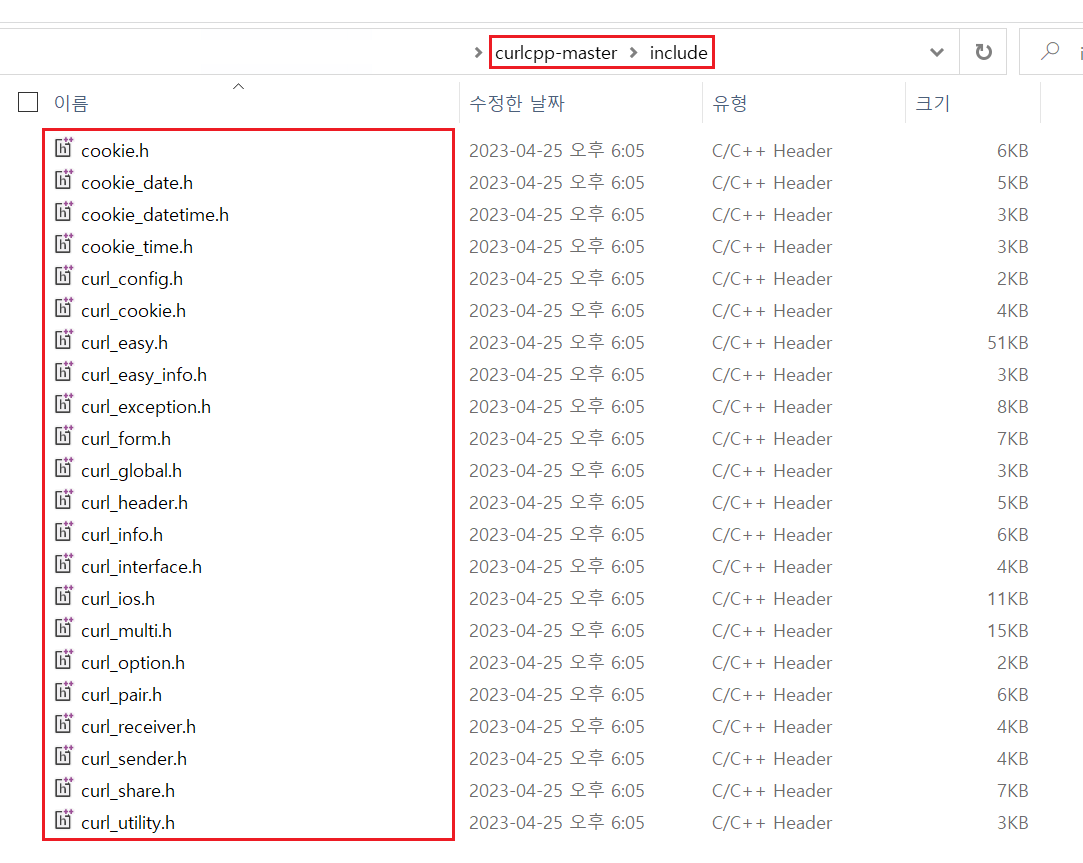 curlcpp-master > include
이름 수정한 날짜 유형 크기
cookie.h 2023-04-25 오후 6:05 C/C++ Header 6KB
cookie_date.h 2023-04-25 오후 6:05 C/C++ Header 5KB
cookie_datetime.h 2023-04-25 오후 6:05 C/C++ Header 3KB
cookie_time.h 2023-04-25 오후 6:05 C/C++ Header 3KB
curl_config.h 2023-04-25 오후 6:05 C/C++ Header 2KB
curl_cookie.h 2023-04-25 오후 6:05 C/C++ Header 4KB
curl_easy.h 2023-04-25 오후 6:05 C/C++ Header 51KB
curl_easy_info.h 2023-04-25 오후 6:05 C/C++ Header 3KB
curl_exception.h 2023-04-25 오후 6:05 C/C++ Header 8KB
curl_form.h 2023-04-25 오후 6:05 C/C++ Header 7KB
curl_global.h 2023-04-25 오후 6:05 C/C++ Header 3KB
curl_header.h 2023-04-25 오후 6:05 C/C++ Header 5KB
curl_info.h 2023-04-25 오후 6:05 C/C++ Header 6KB
curl_interface.h 2023-04-25 오후 6:05 C/C++ Header 4KB
curl_ios.h 2023-04-25 오후 6:05 C/C++ Header 11KB
curl_multi.h 2023-04-25 오후 6:05 C/C++ Header 15KB
curl_option.h 2023-04-25 오후 6:05 C/C++ Header 2KB
curl_pair.h 2023-04-25 오후 6:05 C/C++ Header 6KB
curl_receiver.h 2023-04-25 오후 6:05 C/C++ Header 4KB
curl_sender.h 2023-04-25 오후 6:05 C/C++ Header 4KB
curl_share.h 2023-04-25 오후 6:05 C/C++ Header 7KB
curl_utility.h 2023-04-25 오후 6:05 C/C++ Header 3KB